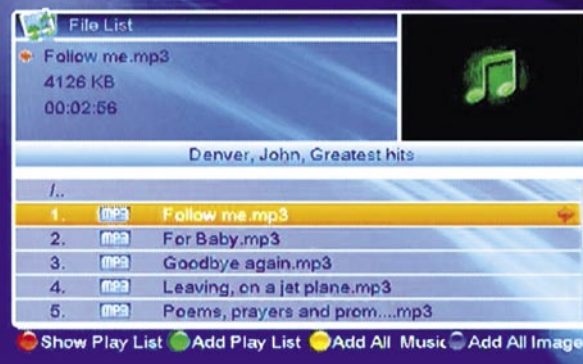 File List
Follow me.mp3
4126 KB
00:02:56
Denver, John, Greatest hits
/..
1. MP3 Follow me.mp3
2. MP3 For Baby.mp3
3. MP3 Goodbye again.mp3
4. MP3 Leaving, on a jet plane.mp3
5. MP3 Poems, prayers and prom....mp3
Show Play List Add Play List Add All Music Add All Image